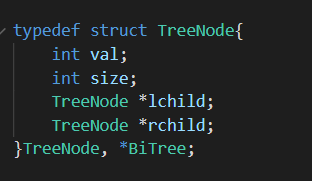 typedef struct TreeNode{
    int val;
    int size;
    TreeNode *lchild;
    TreeNode *rchild;
}TreeNode, *BiTree;